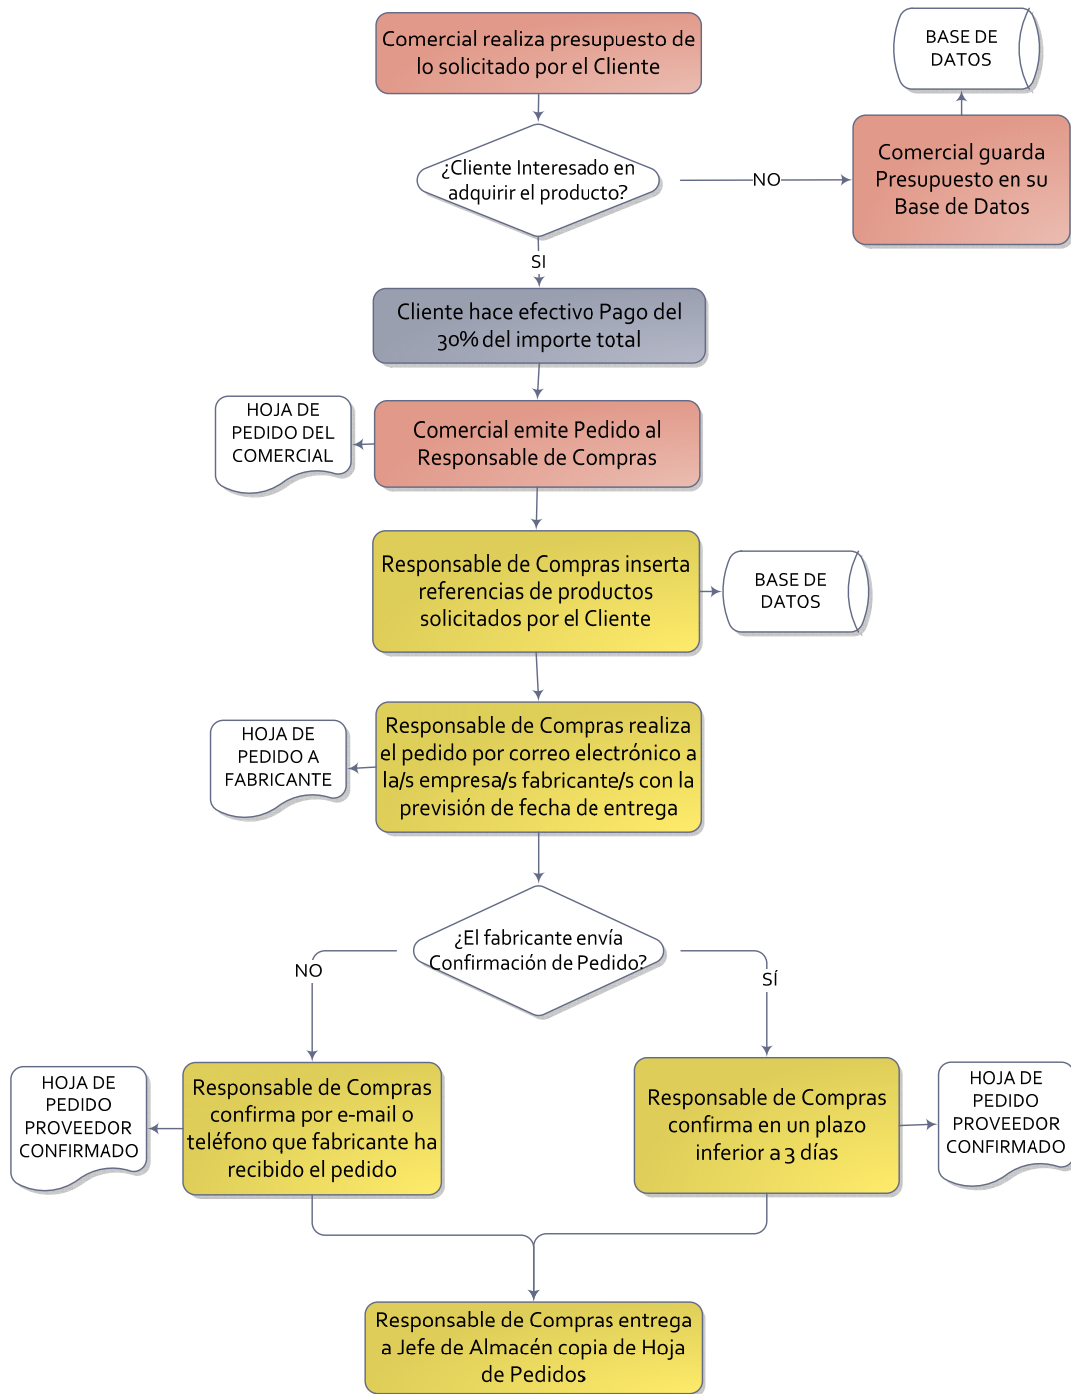 Comercial realiza presupuesto de
lo solicitado por el Cliente
BASE DE
DATOS
¿Cliente Interesado en
adquirir el producto?
NO
Comercial guarda
Presupuesto en su
Base de Datos
SI
Cliente hace efectivo Pago del
30% del importe total
HOJA DE
PEDIDO DEL
COMERCIAL
Comercial emite Pedido al
Responsable de Compras
Responsable de Compras inserta
referencias de productos
solicitados por el Cliente
BASE DE
DATOS
HOJA DE
PEDIDO A
FABRICANTE
Responsable de Compras realiza
el pedido por correo electrónico a
la/s empresa/s fabricante/s con la
previsión de fecha de entrega
¿El fabricante envía
Confirmación de Pedido?
NO
SÍ
HOJA DE
PEDIDO
PROVEEDOR
CONFIRMADO
Responsable de Compras
confirma por e-mail o
teléfono que fabricante ha
recibido el pedido
Responsable de Compras
confirma en un plazo
inferior a 3 días
HOJA DE
PEDIDO
PROVEEDOR
CONFIRMADO
Responsable de Compras entrega
a Jefe de Almacén copia de Hoja
de Pedidos